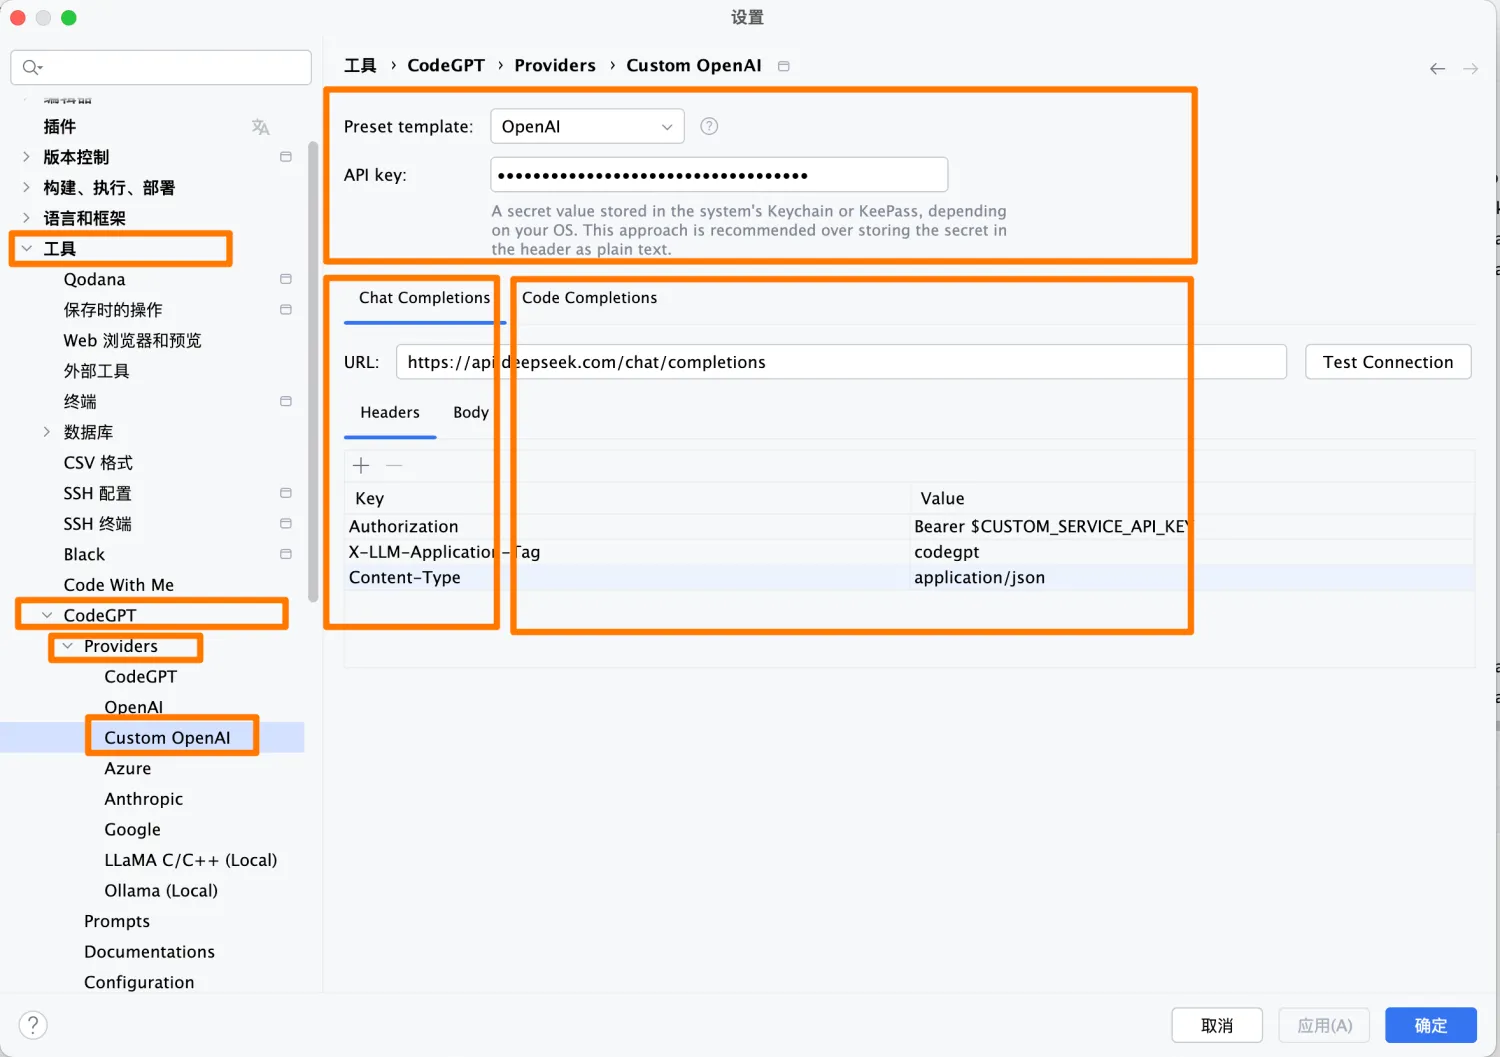 设置
工具 › CodeGPT › Providers › Custom OpenAI
编辑器
插件
版本控制
构建、执行、部署
语言和框架
工具
Qodana
保存时的操作
Web 浏览器和预览
外部工具
终端
数据库
CSV 格式
SSH 配置
SSH 终端
Black
Code With Me
CodeGPT
Providers
CodeGPT
OpenAI
Custom OpenAI
Azure
Anthropic
Google
LLaMA C/C++ (Local)
Ollama (Local)
Prompts
Documentations
Configuration
Preset template: OpenAI
API key: •••••••••••••••••••••••••••••••••••
A secret value stored in the system's Keychain or KeePass, depending
on your OS. This approach is recommended over storing the secret in
the header as plain text.
Chat Completions Code Completions
URL: https://api.deepseek.com/chat/completions Test Connection
Headers Body
Key Value
Authorization Bearer $CUSTOM_SERVICE_API_KEY
X-LLM-Application-Tag codegpt
Content-Type application/json
取消 应用(A) 确定